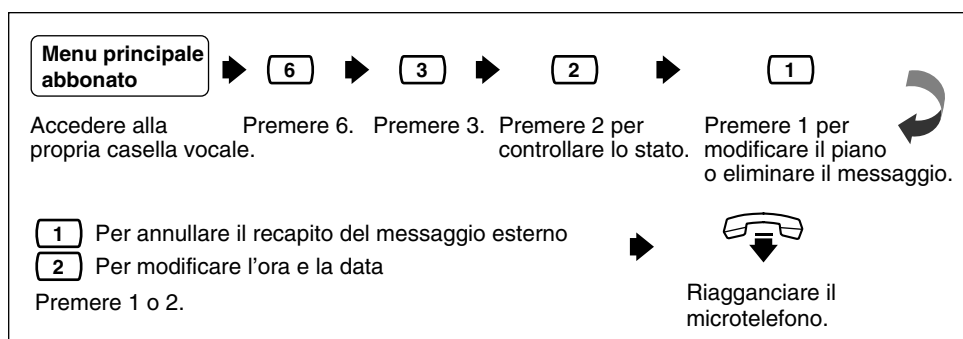 Menu principale
abbonato
6
3
2
1
Accedere alla
propria casella vocale.
Premere 6.
Premere 3.
Premere 2 per
controllare lo stato.
Premere 1 per
modificare il piano
o eliminare il messaggio.
1 Per annullare il recapito del messaggio esterno
2 Per modificare l'ora e la data
Premere 1 o 2.
Riagganciare il
microtelefono.